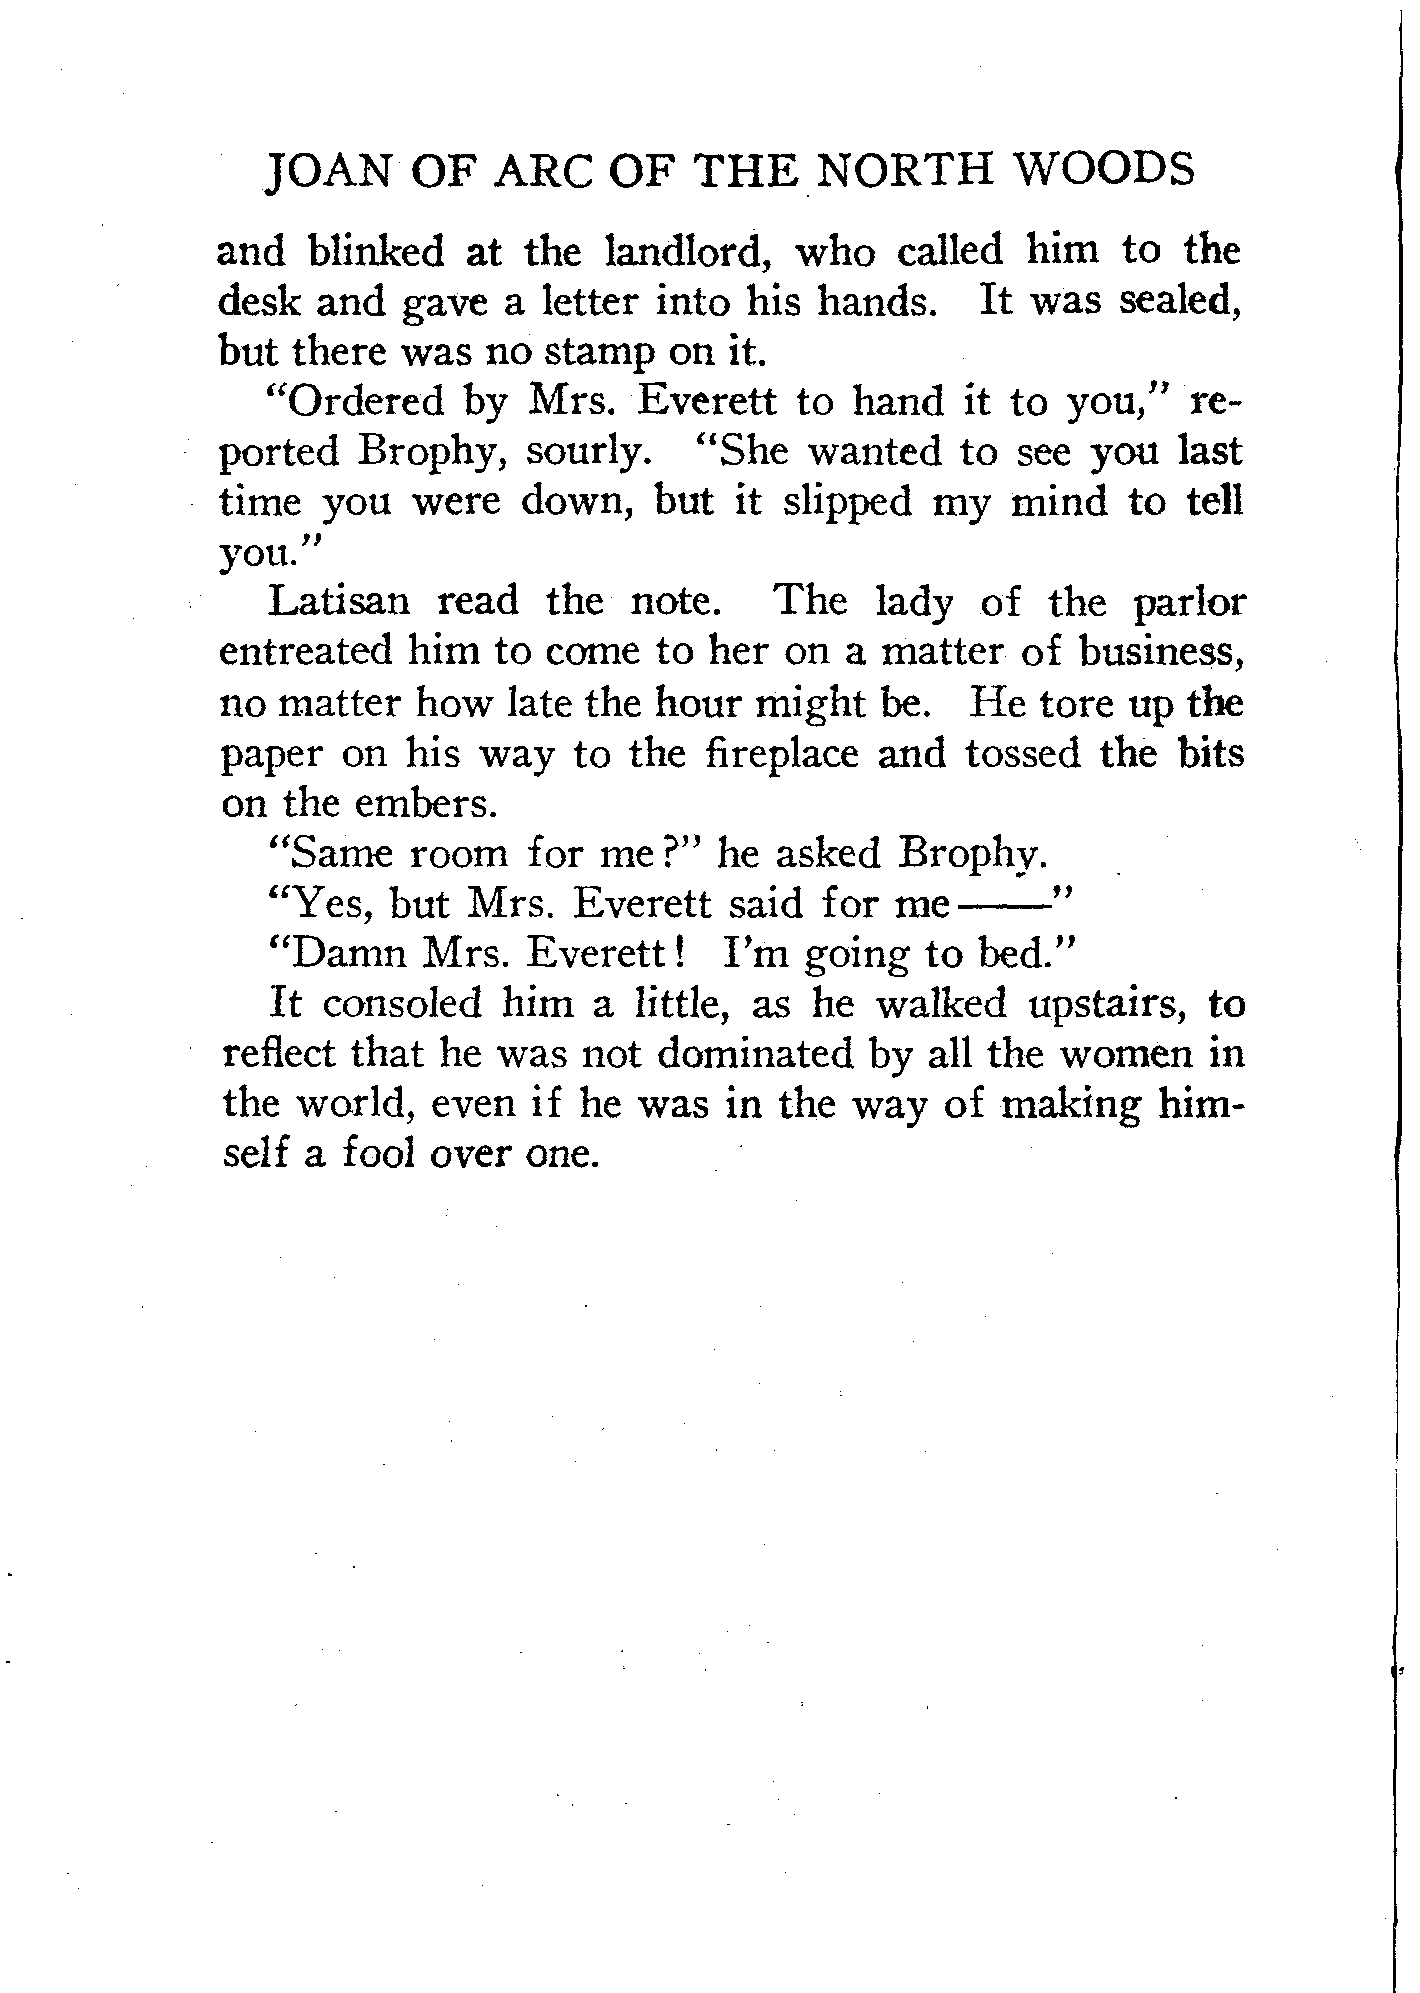 JOAN OF ARC OF THE NORTH WOODS
and blinked at the landlord, who called him to the
desk and gave a letter into his hands. It was sealed,
but there was no stamp on it.
"Ordered by Mrs. Everett to hand it to you," re-
ported Brophy, sourly. "She wanted to see you last
time you were down, but it slipped my mind to tell
you."
Latisan read the note. The lady of the parlor
entreated him to come to her on a matter of business,
no matter how late the hour might be. He tore up the
paper on his way to the fireplace and tossed the bits
on the embers.
"Same room for me?" he asked Brophy.
"Yes, but Mrs. Everett said for me——"
"Damn Mrs. Everett! I'm going to bed."
It consoled him a little, as he walked upstairs, to
reflect that he was not dominated by all the women in
the world, even if he was in the way of making him-
self a fool over one.